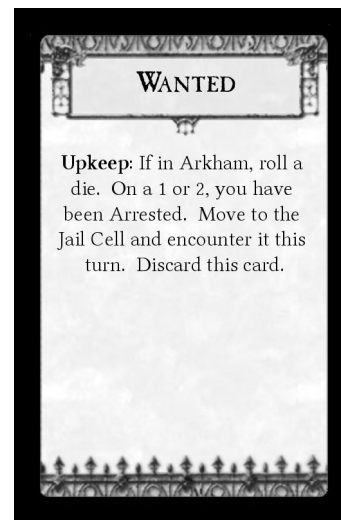 WANTED
Upkeep: If in Arkham, roll a
die. On a 1 or 2, you have
been Arrested. Move to the
Jail Cell and encounter it this
turn. Discard this card.